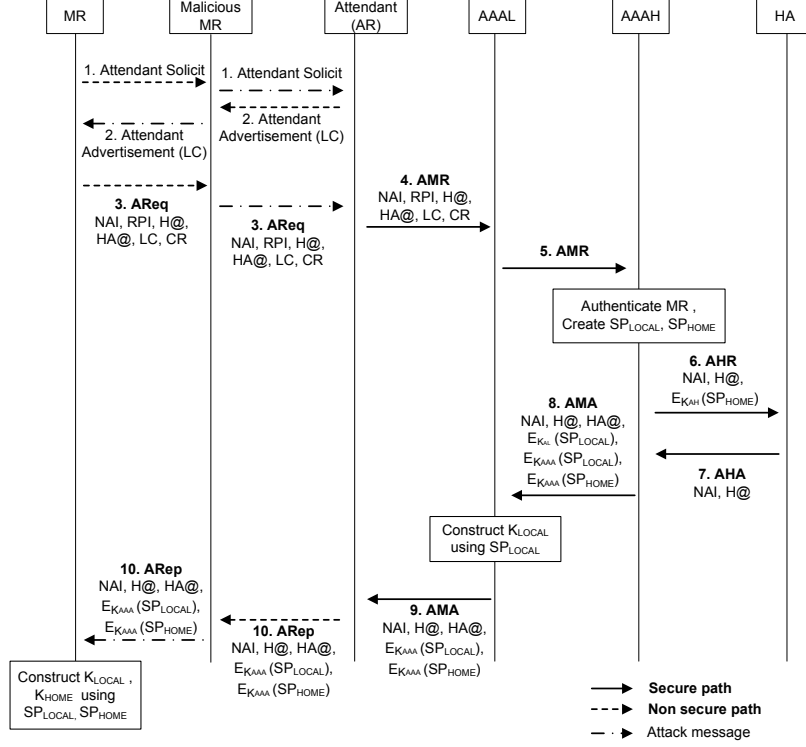 MR
Malicious
MR
Attendant
(AR)
AAAL
AAAH
HA
1. Attendant Solicit
1. Attendant Solicit
2. Attendant
Advertisement (LC)
2. Attendant
Advertisement (LC)
3. AReq
NAI, RPI, H@,
HA@, LC, CR
3. AReq
NAI, RPI, H@,
HA@, LC, CR
4. AMR
NAI, RPI, H@,
HA@, LC, CR
5. AMR
Authenticate MR ,
Create SPLOCAL, SPHOME
6. AHR
NAI, H@,
EKAH (SPHOME)
7. AHA
NAI, H@
8. AMA
NAI, H@, HA@,
EKAL (SPLOCAL),
EKAAA (SPLOCAL),
EKAAA (SPHOME)
Construct KLOCAL
using SPLOCAL
9. AMA
NAI, H@, HA@,
EKAAA (SPLOCAL),
EKAAA (SPHOME)
10. ARep
NAI, H@, HA@,
EKAAA (SPLOCAL),
EKAAA (SPHOME)
10. ARep
NAI, H@, HA@,
EKAAA (SPLOCAL),
EKAAA (SPHOME)
Construct KLOCAL ,
KHOME using
SPLOCAL, SPHOME
Secure path
Non secure path
Attack message